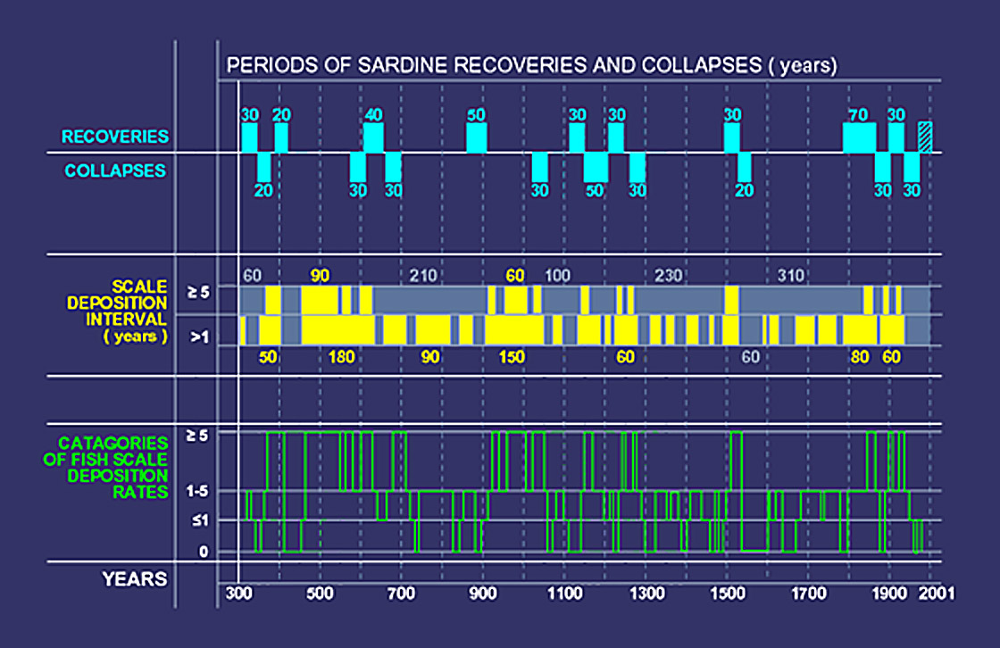 PERIODS OF SARDINE RECOVERIES AND COLLAPSES ( years)
30 20 40 50 30 30 30 70 30
RECOVERIES
COLLAPSES
20 30 30 30 50 30 20 30 30
60 90 210 60 100 230 310
SCALE
DEPOSITION
INTERVAL
( years )
≥ 5
>1
50 180 90 150 60 60 80 60
CATAGORIES
OF FISH SCALE
DEPOSITION
RATES
≥ 5
1-5
≤1
0
YEARS
300 500 700 900 1100 1300 1500 1700 1900 2001